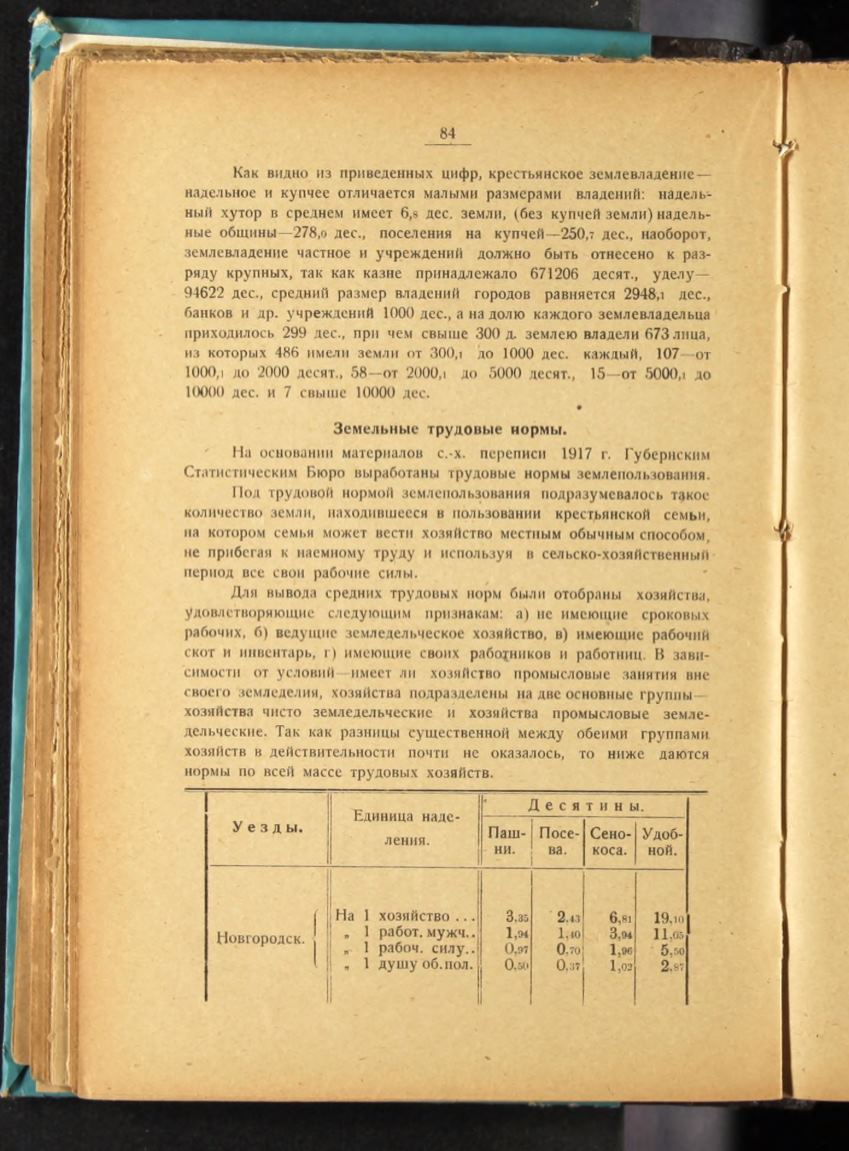 84
Как видно из приведенных цифр, крестьянское землевладение—
надельное и купчее отличается малыми размерами владений: надель-
ный хутор в среднем имеет 6,8 дес. земли, (без купчей земли) надель-
ные общины—278,0 дес., поселения на купчей—250,7 дес., наоборот,
землевладение частное и учреждений должно быть отнесено к раз-
ряду крупных, так как казне принадлежало 671206 десят., уделу—
94622 дес., средний размер владений городов равняется 2948,1 дес.,
банков и др. учреждений 1000 дес., а на долю каждого землевладельца
приходилось 299 дес., при чем свыше 300 д. землею владели 673 лица,
из которых 486 имели земли от 300,1 до 1000 дес. каждый, 107—от
1000,1 до 2000 десят., 58—от 2000,1 до 5000 десят., 15—от 5000,1 до
10000 дес. и 7 свыше 10000 дес.
Земельные трудовые нормы.
На основании материалов с.-х. переписи 1917 г. Губернским
Статистическим Бюро выработаны трудовые нормы землепользования.
Под трудовой нормой землепользования подразумевалось такое
количество земли, находившееся в пользовании крестьянской семьи,
на котором семья может вести хозяйство местным обычным способом,
не прибегая к наемному труду и используя в сельско-хозяйственный
период все свои рабочие силы.
Для вывода средних трудовых норм были отобраны хозяйства,
удовлетворяющие следующим признакам: а) не имеющие сроковых
рабочих, б) ведущие земледельческое хозяйство, в) имеющие рабочий
скот и инвентарь, г) имеющие своих работников и работниц. В зави-
симости от условий—имеет ли хозяйство промысловые занятия вне
своего земледелия, хозяйства подразделены на две основные группы—
хозяйства чисто земледельческие и хозяйства промысловые земле-
дельческие. Так как разницы существенной между обеими группами
хозяйств в действительности почти не оказалось, то ниже даются
нормы по всей массе трудовых хозяйств.
Уезды. Единица наде-ления. Десятины.
Паш-ни. Посе-ва. Сено-коса. Удоб-ной.
Новгородск.
На 1 хозяйство ... 3,35 2,43 6,81 19,10
„ 1 работ. мужч.. 1,94 1,40 3,94 11,05
„ 1 рабоч. силу.. 0,97 0,70 1,96 5,50
„ 1 душу об. пол. 0,50 0,37 1,02 2,87